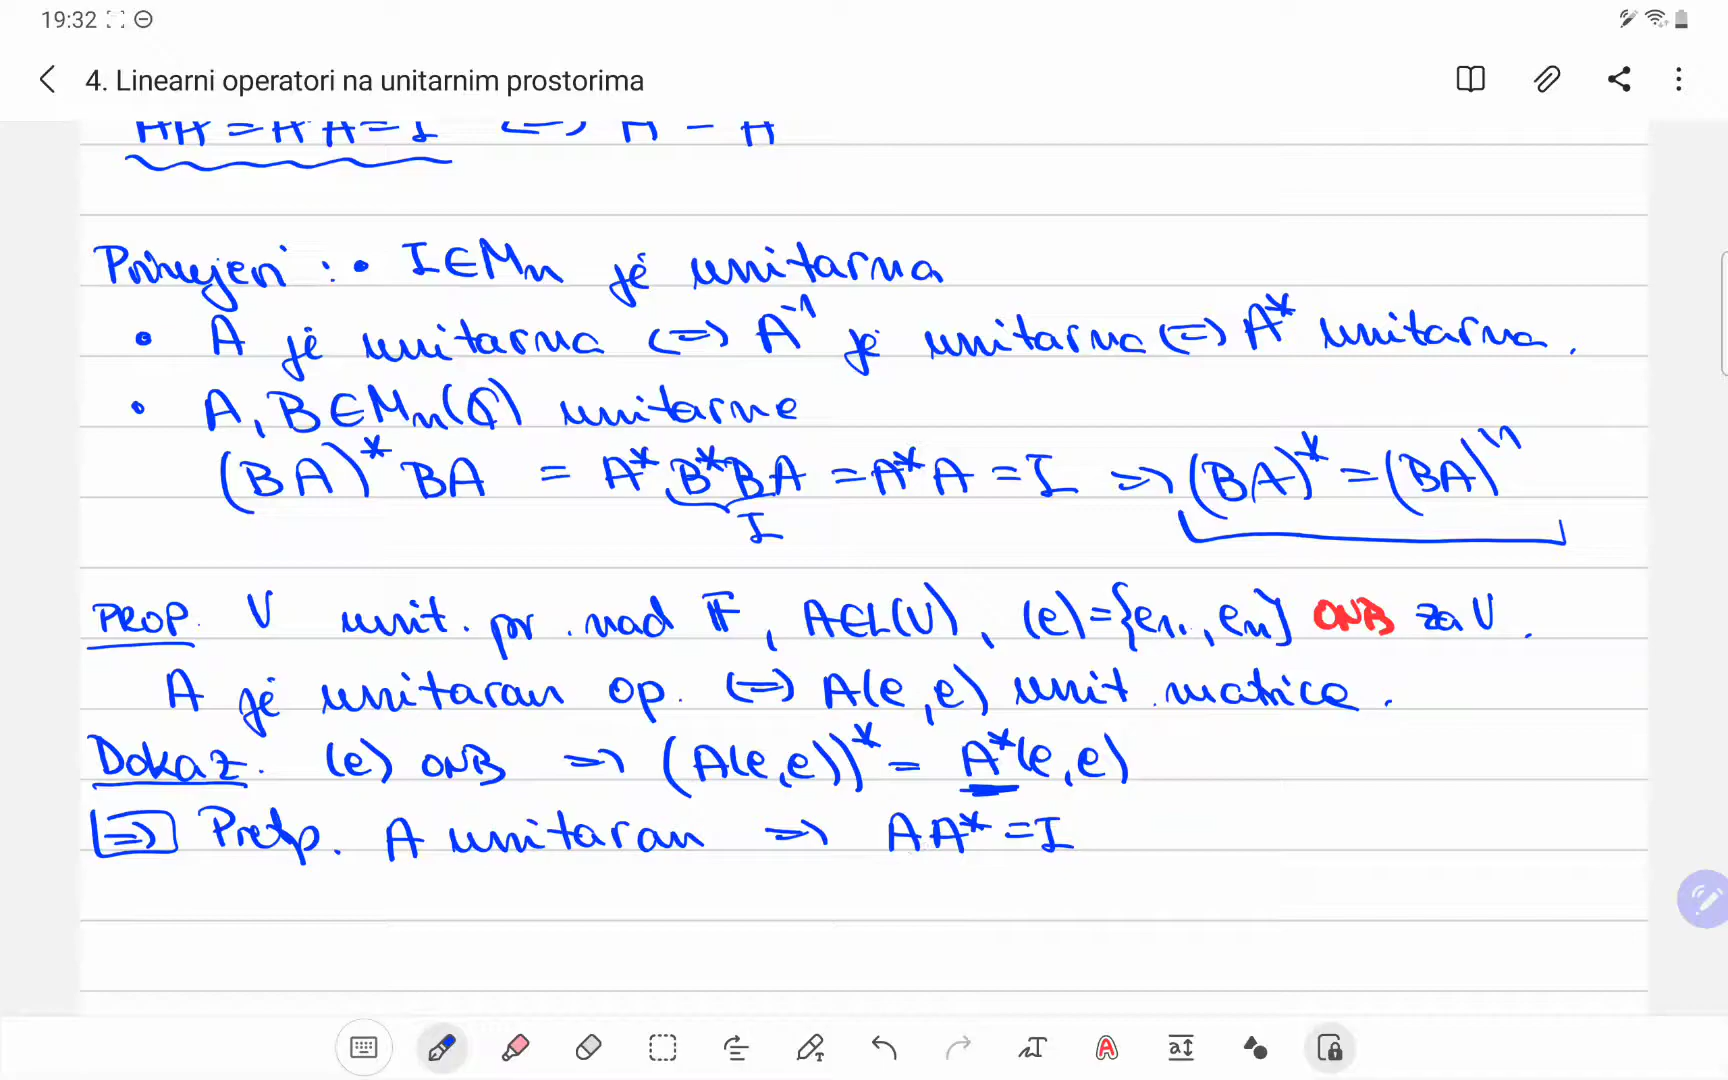 19:32
4. Linearni operatori na unitarnim prostorima
Primjeri : • I ∈ Mn je unitarna
• A je unitarna <=> A⁻¹ je unitarna <=> A* unitarna.
• A, B ∈ Mn(C) unitarne
(BA)* BA = A* B* B A = A* A = I => (BA)* = (BA)⁻¹
I
PROP. V unit. pr. nad F, A ∈ L(V), (e) = {e1,.., en} ONB za V.
A je unitaran op. <=> A(e,e) unit. matrica.
Dokaz. (e) ONB => (A(e,e))* = A*(e,e)
=> Pretp. A unitaran => AA* = I